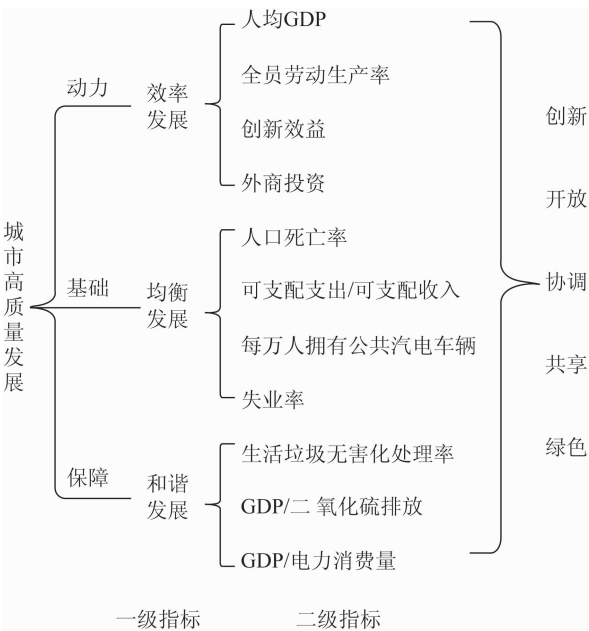 城市高质量发展
动力
效率
发展
人均GDP
全员劳动生产率
创新效益
外商投资
基础
均衡
发展
人口死亡率
可支配支出/可支配收入
每万人拥有公共汽电车辆
失业率
保障
和谐
发展
生活垃圾无害化处理率
GDP/二 氧化硫排放
GDP/电力消费量
创新
开放
协调
共享
绿色
一级指标
二级指标